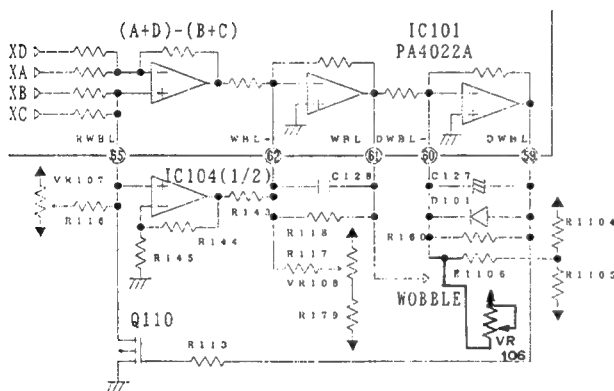 (A+D)-(B+C)
IC101
PA4022A
XD
XA
XB
XC
RWBL
WBL-
WBL
DWBL-
DWBL
65
62
61
60
59
VR107
IC104(1/2)
C128
C127
D101
R116
R143
R144
R145
R118
R117
VR108
R179
R160
R1106
R1104
R1105
WOBBLE
VR
106
Q110
R113